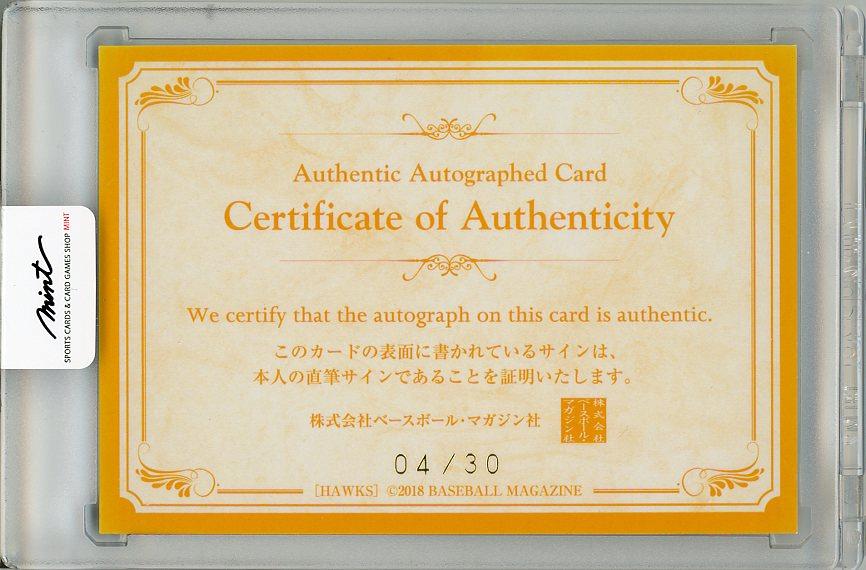 Authentic Autographed Card
Certificate of Authenticity
We certify that the autograph on this card is authentic.
このカードの表面に書かれているサインは、
本人の直筆サインであることを証明いたします。
株式会社ベースボール・マガジン社
株式会社
ベースボール・
マガジン社
04/30
[HAWKS] ©2018 BASEBALL MAGAZINE
mint
SPORTS CARDS & CARD GAMES SHOP MINT